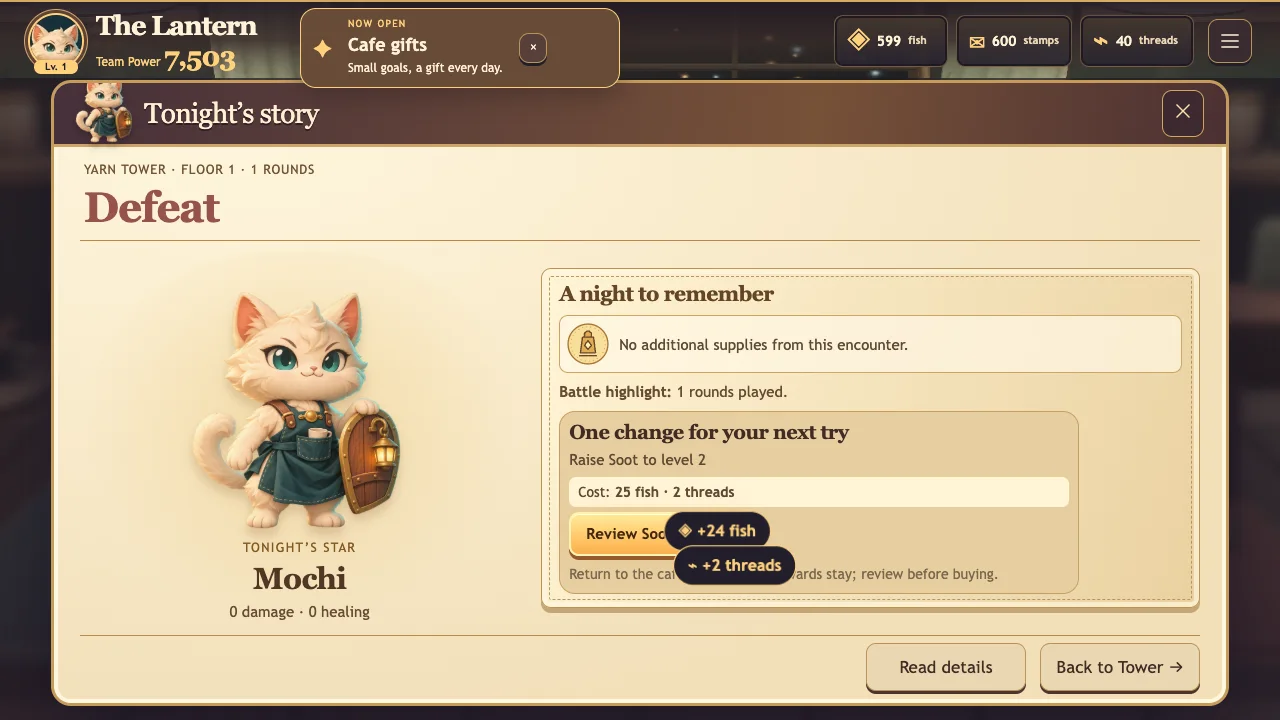 The Lantern
Team Power 7,503
Lv. 1
NOW OPEN
Cafe gifts
Small goals, a gift every day.
×
599 fish
600 stamps
40 threads
Tonight's story
YARN TOWER · FLOOR 1 · 1 ROUNDS
Defeat
TONIGHT'S STAR
Mochi
0 damage · 0 healing
A night to remember
No additional supplies from this encounter.
Battle highlight: 1 rounds played.
One change for your next try
Raise Soot to level 2
Cost: 25 fish · 2 threads
Review
+24 fish
+2 threads
Return to the stay; review before buying.
Read details
Back to Tower →